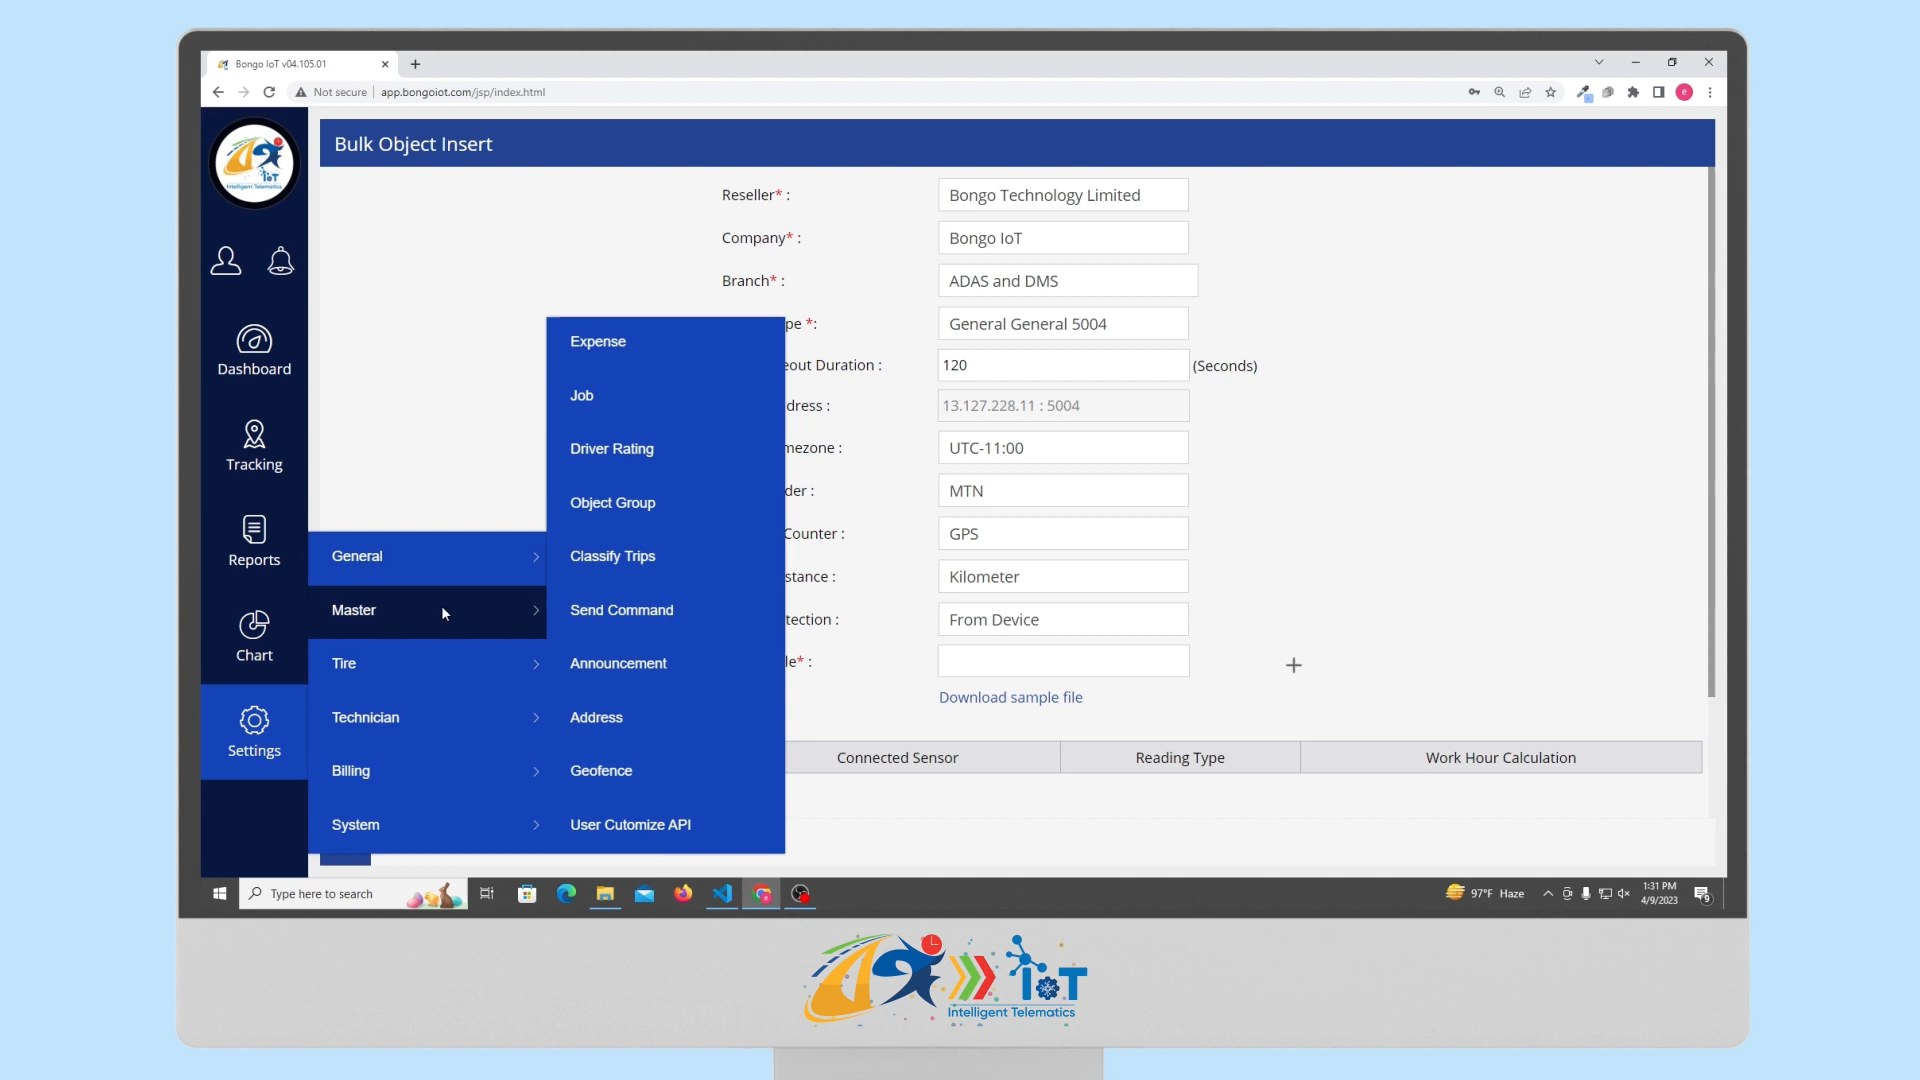 Bongo IoT v04.105.01
Not secure
app.bongoiot.com/jsp/index.html
e
IoT
Intelligent Telematics
Dashboard
Tracking
Reports
Chart
Settings
Bulk Object Insert
Reseller* :
Bongo Technology Limited
Company* :
Bongo IoT
Branch* :
ADAS and DMS
pe *:
General General 5004
eout Duration :
120
(Seconds)
dress :
13.127.228.11 : 5004
mezone :
UTC-11:00
der :
MTN
Counter :
GPS
stance :
Kilometer
tection :
From Device
le* :
Download sample file
Connected Sensor
Reading Type
Work Hour Calculation
General
Master
Tire
Technician
Billing
System
Expense
Job
Driver Rating
Object Group
Classify Trips
Send Command
Announcement
Address
Geofence
User Cutomize API
Type here to search
97°F Haze
1:31 PM
4/9/2023
9
IoT
Intelligent Telematics